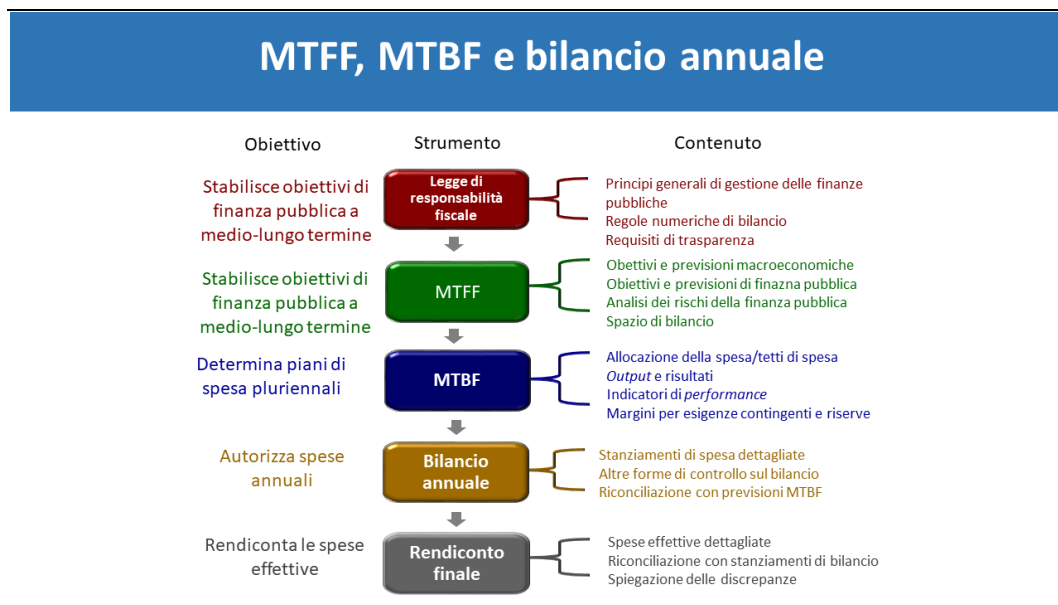 MTFF, MTBF e bilancio annuale
Obiettivo
Strumento
Contenuto
Stabilisce obiettivi di
finanza pubblica a
medio-lungo termine
Legge di
responsabilità
fiscale
Principi generali di gestione delle finanze
pubbliche
Regole numeriche di bilancio
Requisiti di trasparenza
Stabilisce obiettivi di
finanza pubblica a
medio-lungo termine
MTFF
Obettivi e previsioni macroeconomiche
Obiettivi e previsioni di finazna pubblica
Analisi dei rischi della finanza pubblica
Spazio di bilancio
Determina piani di
spesa pluriennali
MTBF
Allocazione della spesa/tetti di spesa
Output e risultati
Indicatori di performance
Margini per esigenze contingenti e riserve
Autorizza spese
annuali
Bilancio
annuale
Stanziamenti di spesa dettagliate
Altre forme di controllo sul bilancio
Riconciliazione con previsioni MTBF
Rendiconta le spese
effettive
Rendiconto
finale
Spese effettive dettagliate
Riconciliazione con stanziamenti di bilancio
Spiegazione delle discrepanze